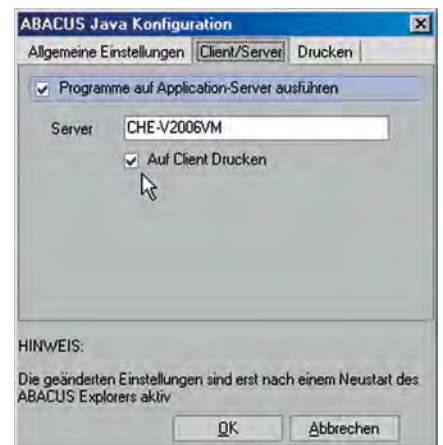 ABACUS Java Konfiguration
Allgemeine Einstellungen Client/Server Drucken
Programme auf Application-Server ausführen
Server CHE-V2006VM
Auf Client Drucken
HINWEIS:
Die geänderten Einstellungen sind erst nach einem Neustart des
ABACUS Explorers aktiv
OK Abbrechen